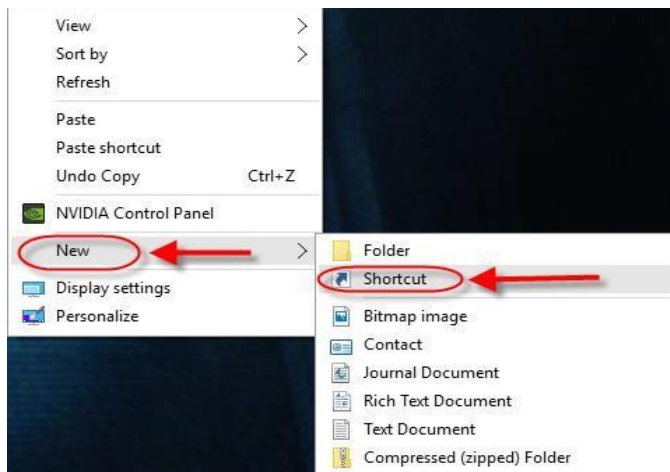 View
Sort by
Refresh
Paste
Paste shortcut
Undo Copy Ctrl+Z
NVIDIA Control Panel
New
Display settings
Personalize
Folder
Shortcut
Bitmap image
Contact
Journal Document
Rich Text Document
Text Document
Compressed (zipped) Folder